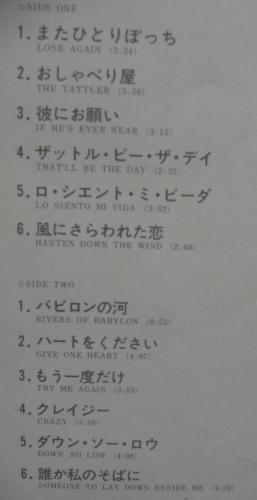 ☆SIDE ONE
1. またひとりぼっち
LOSE AGAIN (3:34)
2. おしゃべり屋
THE TATTLER (3:56)
3. 彼にお願い
IF HE'S EVER NEAR (3:15)
4. ザットル・ビー・ザ・デイ
THAT'LL BE THE DAY (2:32)
5. ロ・シエント・ミ・ビーダ
LO SIENTO MI VIDA (3:52)
6. 風にさらわれた恋
HASTEN DOWN THE WIND (2:40)
☆SIDE TWO
1. バビロンの河
RIVERS OF BABYLON (0:52)
2. ハートをください
GIVE ONE HEART (4:07)
3. もう一度だけ
TRY ME AGAIN (3:59)
4. クレイジー
CRAZY (3:58)
5. ダウン・ソー・ロウ
DOWN SO LOW (4:08)
6. 誰か私のそばに
SOMEONE TO LAY DOWN BESIDE ME (4:28)